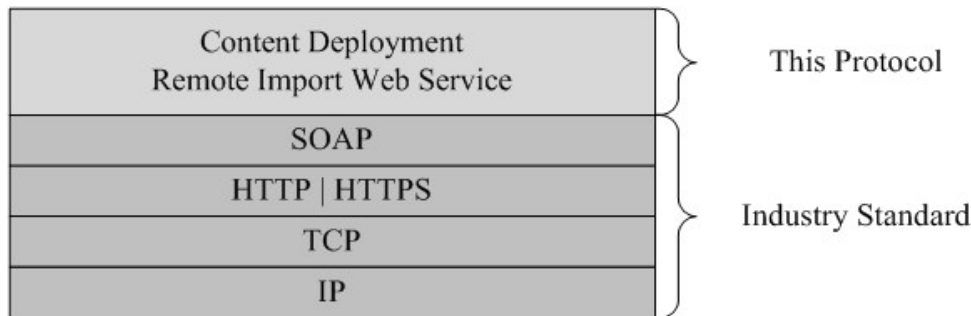 Content Deployment
Remote Import Web Service
This Protocol
SOAP
HTTP | HTTPS
TCP
IP
Industry Standard